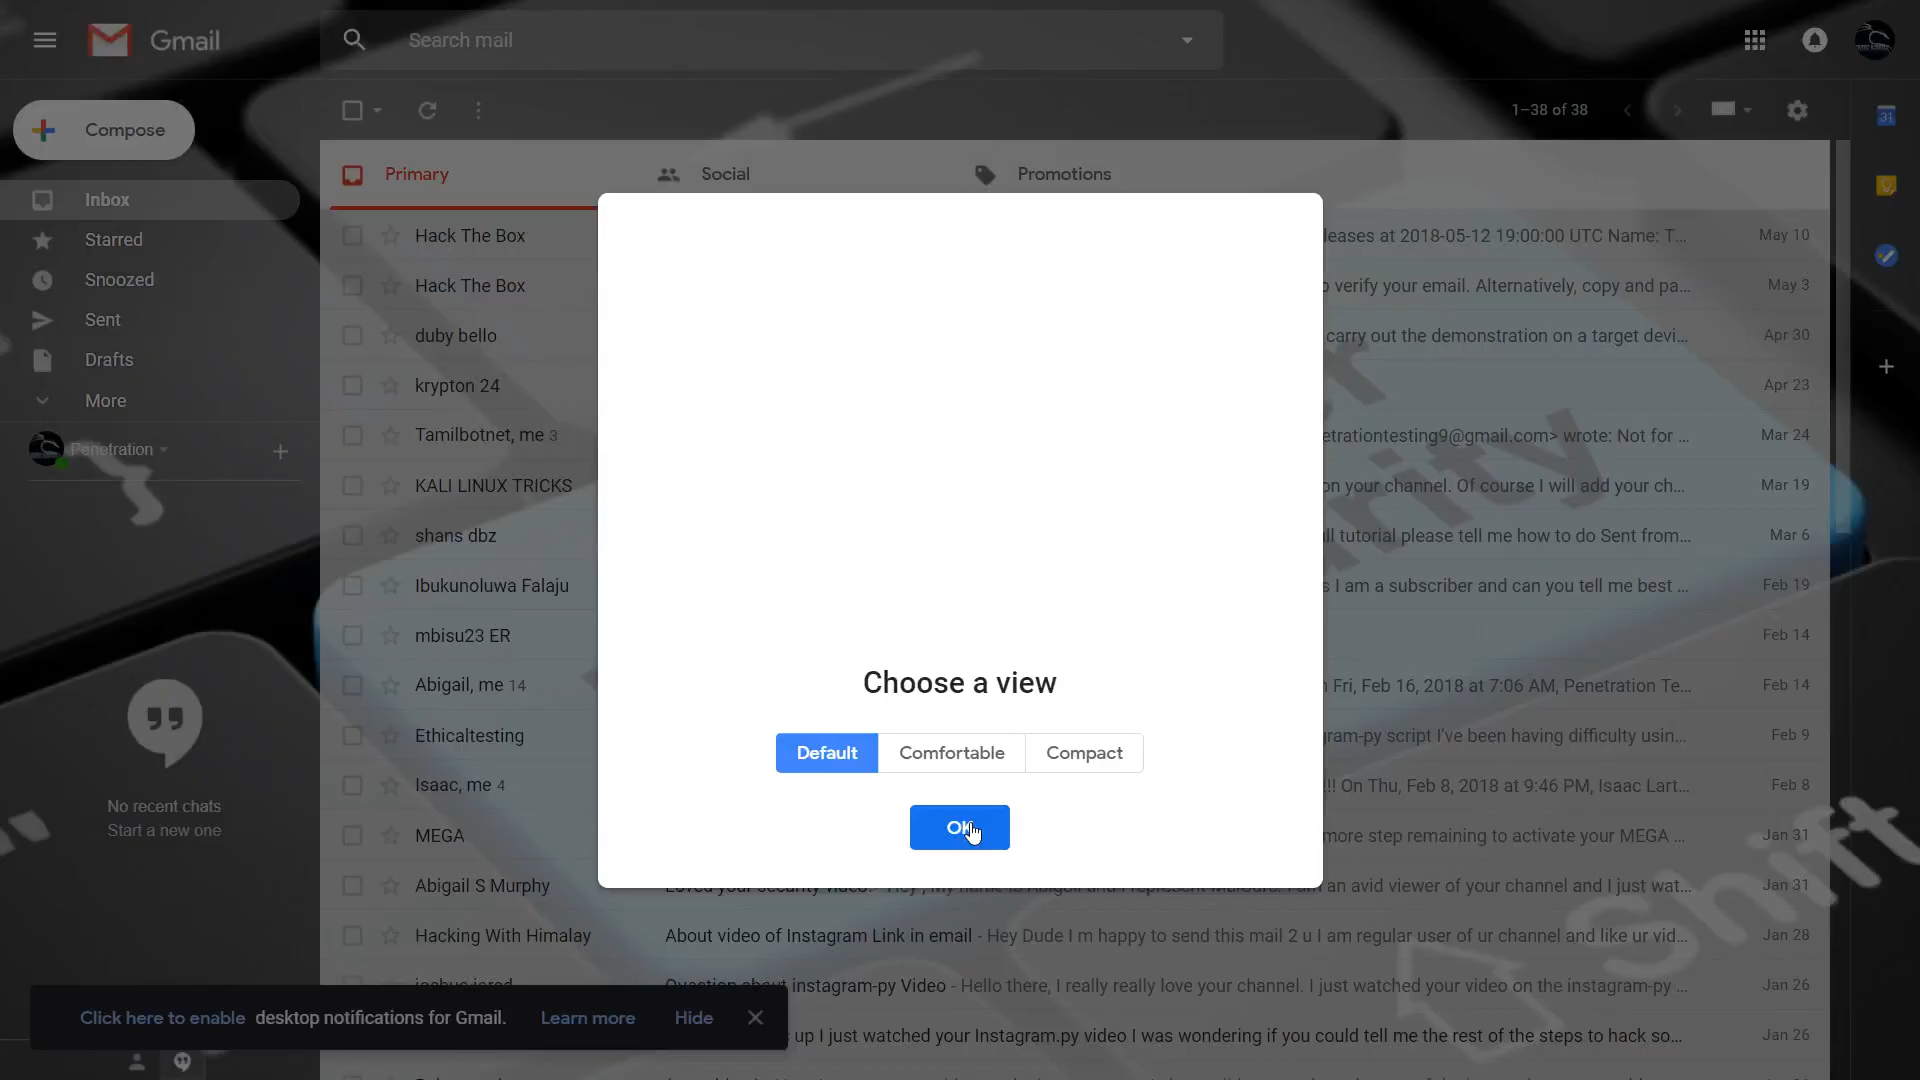 Gmail
Search mail
Compose
1–38 of 38
31
Inbox
Starred
Snoozed
Sent
Drafts
More
Penetration
No recent chats
Start a new one
Primary
Social
Promotions
Hack The Box
leases at 2018-05-12 19:00:00 UTC Name: T... May 10
Hack The Box
verify your email. Alternatively, copy and pa... May 3
duby bello
carry out the demonstration on a target devi... Apr 30
krypton 24
Apr 23
Tamilbotnet, me 3
etrationtesting9@gmail.com> wrote: Not for ... Mar 24
KALI LINUX TRICKS
on your channel. Of course I will add your ch... Mar 19
shans dbz
ll tutorial please tell me how to do Sent from... Mar 6
Ibukunoluwa Falaju
s I am a subscriber and can you tell me best ... Feb 19
mbisu23 ER
Feb 14
Abigail, me 14
Fri, Feb 16, 2018 at 7:06 AM, Penetration Te... Feb 14
Ethicaltesting
gram-py script I've been having difficulty usin... Feb 9
Isaac, me 4
!! On Thu, Feb 8, 2018 at 9:46 PM, Isaac Lart... Feb 8
MEGA
more step remaining to activate your MEGA ... Jan 31
Abigail S Murphy
an avid viewer of your channel and I just wat... Jan 31
Hacking With Himalay
About video of Instagram Link in email - Hey Dude I m happy to send this mail 2 u I am regular user of ur channel and like ur vid... Jan 28
Question about instagram-py Video - Hello there, I really really love your channel. I just watched your video on the instagram-py ... Jan 26
up I just watched your Instagram.py video I was wondering if you could tell me the rest of the steps to hack so... Jan 26
Choose a view
Default Comfortable Compact
OK
Click here to enable desktop notifications for Gmail. Learn more Hide
Shift